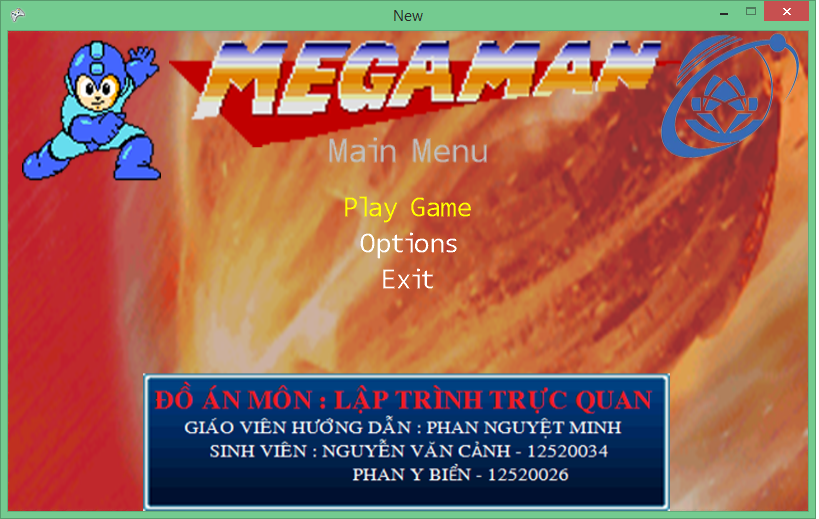 New
MEGAMAN
Main Menu
Play Game
Options
Exit
ĐỒ ÁN MÔN : LẬP TRÌNH TRỰC QUAN
GIÁO VIÊN HƯỚNG DẪN : PHAN NGUYỆT MINH
SINH VIÊN : NGUYỄN VĂN CẢNH - 12520034
PHAN Y BIỂN - 12520026